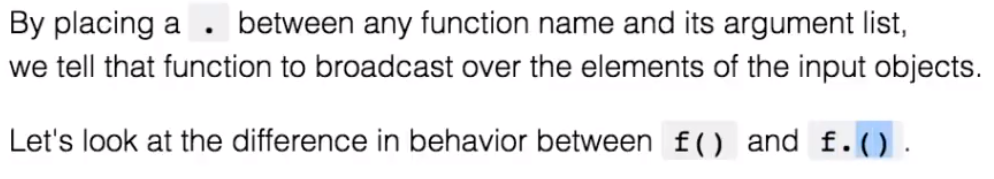 By placing a . between any function name and its argument list,
we tell that function to broadcast over the elements of the input objects.
Let's look at the difference in behavior between f() and f.() .